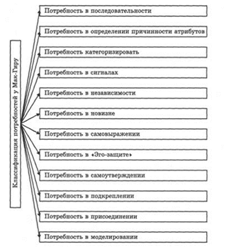 Классификация потребностей у Мак-Гиру
Потребность в последовательности
Потребность в определении причинности атрибутов
Потребность категоризировать
Потребность в сигналах
Потребность в независимости
Потребность в новизне
Потребность в самовыражении
Потребность в «Эго-защите»
Потребность в самоутверждении
Потребность в подкреплении
Потребность в присоединении
Потребность в моделировании